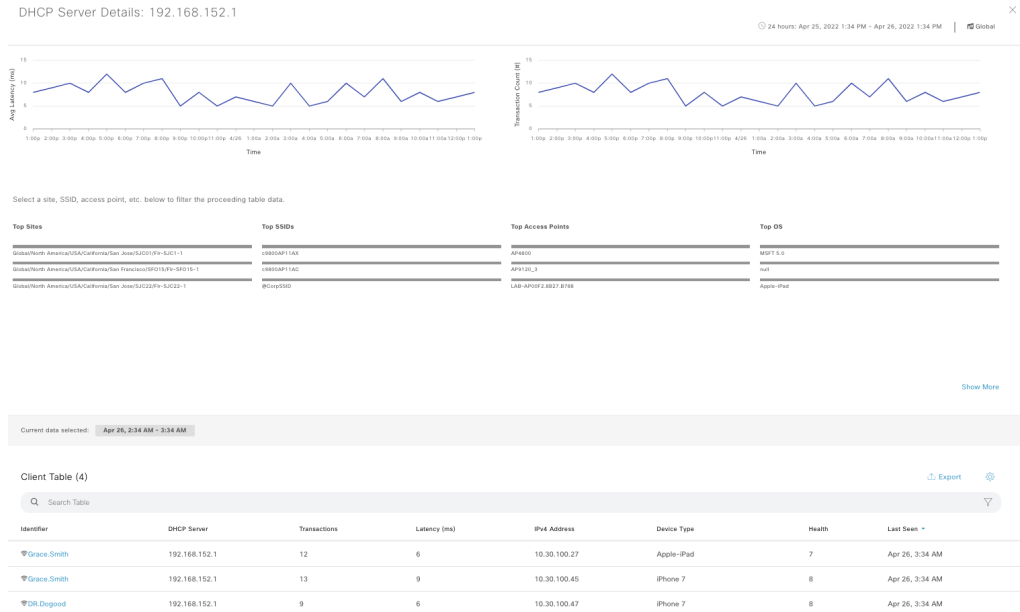 DHCP Server Details: 192.168.152.1
24 hours: Apr 25, 2022 1:34 PM - Apr 26, 2022 1:34 PM | Global
Avg Latency (ms)
15
10
5
0
1:00p 2:00p 3:00p 4:00p 5:00p 6:00p 7:00p 8:00p 9:00p 10:00p 11:00p 4/26 1:00a 2:00a 3:00a 4:00a 5:00a 6:00a 7:00a 8:00a 9:00a 10:00a 11:00a 12:00p 1:00p
Time
Transaction Count (#)
15
10
5
0
1:00p 2:00p 3:00p 4:00p 5:00p 6:00p 7:00p 8:00p 9:00p 10:00p 11:00p 4/26 1:00a 2:00a 3:00a 4:00a 5:00a 6:00a 7:00a 8:00a 9:00a 10:00a 11:00a 12:00p 1:00p
Time
Select a site, SSID, access point, etc. below to filter the proceeding table data.
Top Sites
Global/North America/USA/California/San Jose/SJC01/Flr-SJC1-1
Global/North America/USA/California/San Francisco/SFO15/Flr-SFO15-1
Global/North America/USA/California/San Jose/SJC22/Flr-SJC22-1
Top SSIDs
c9800AP11AX
c9800AP11AC
@CorpSSID
Top Access Points
AP4800
AP9120_3
LAB-AP00F2.8B27.B788
Top OS
MSFT 5.0
null
Apple-iPad
Show More
Current data selected: Apr 26, 2:34 AM - 3:34 AM
Client Table (4)
Export
Search Table
Identifier DHCP Server Transactions Latency (ms) IPv4 Address Device Type Health Last Seen
Grace.Smith 192.168.152.1 12 6 10.30.100.27 Apple-iPad 7 Apr 26, 3:34 AM
Grace.Smith 192.168.152.1 13 9 10.30.100.45 iPhone 7 8 Apr 26, 3:34 AM
DR.Dogood 192.168.152.1 9 6 10.30.100.47 iPhone 7 8 Apr 26, 3:34 AM